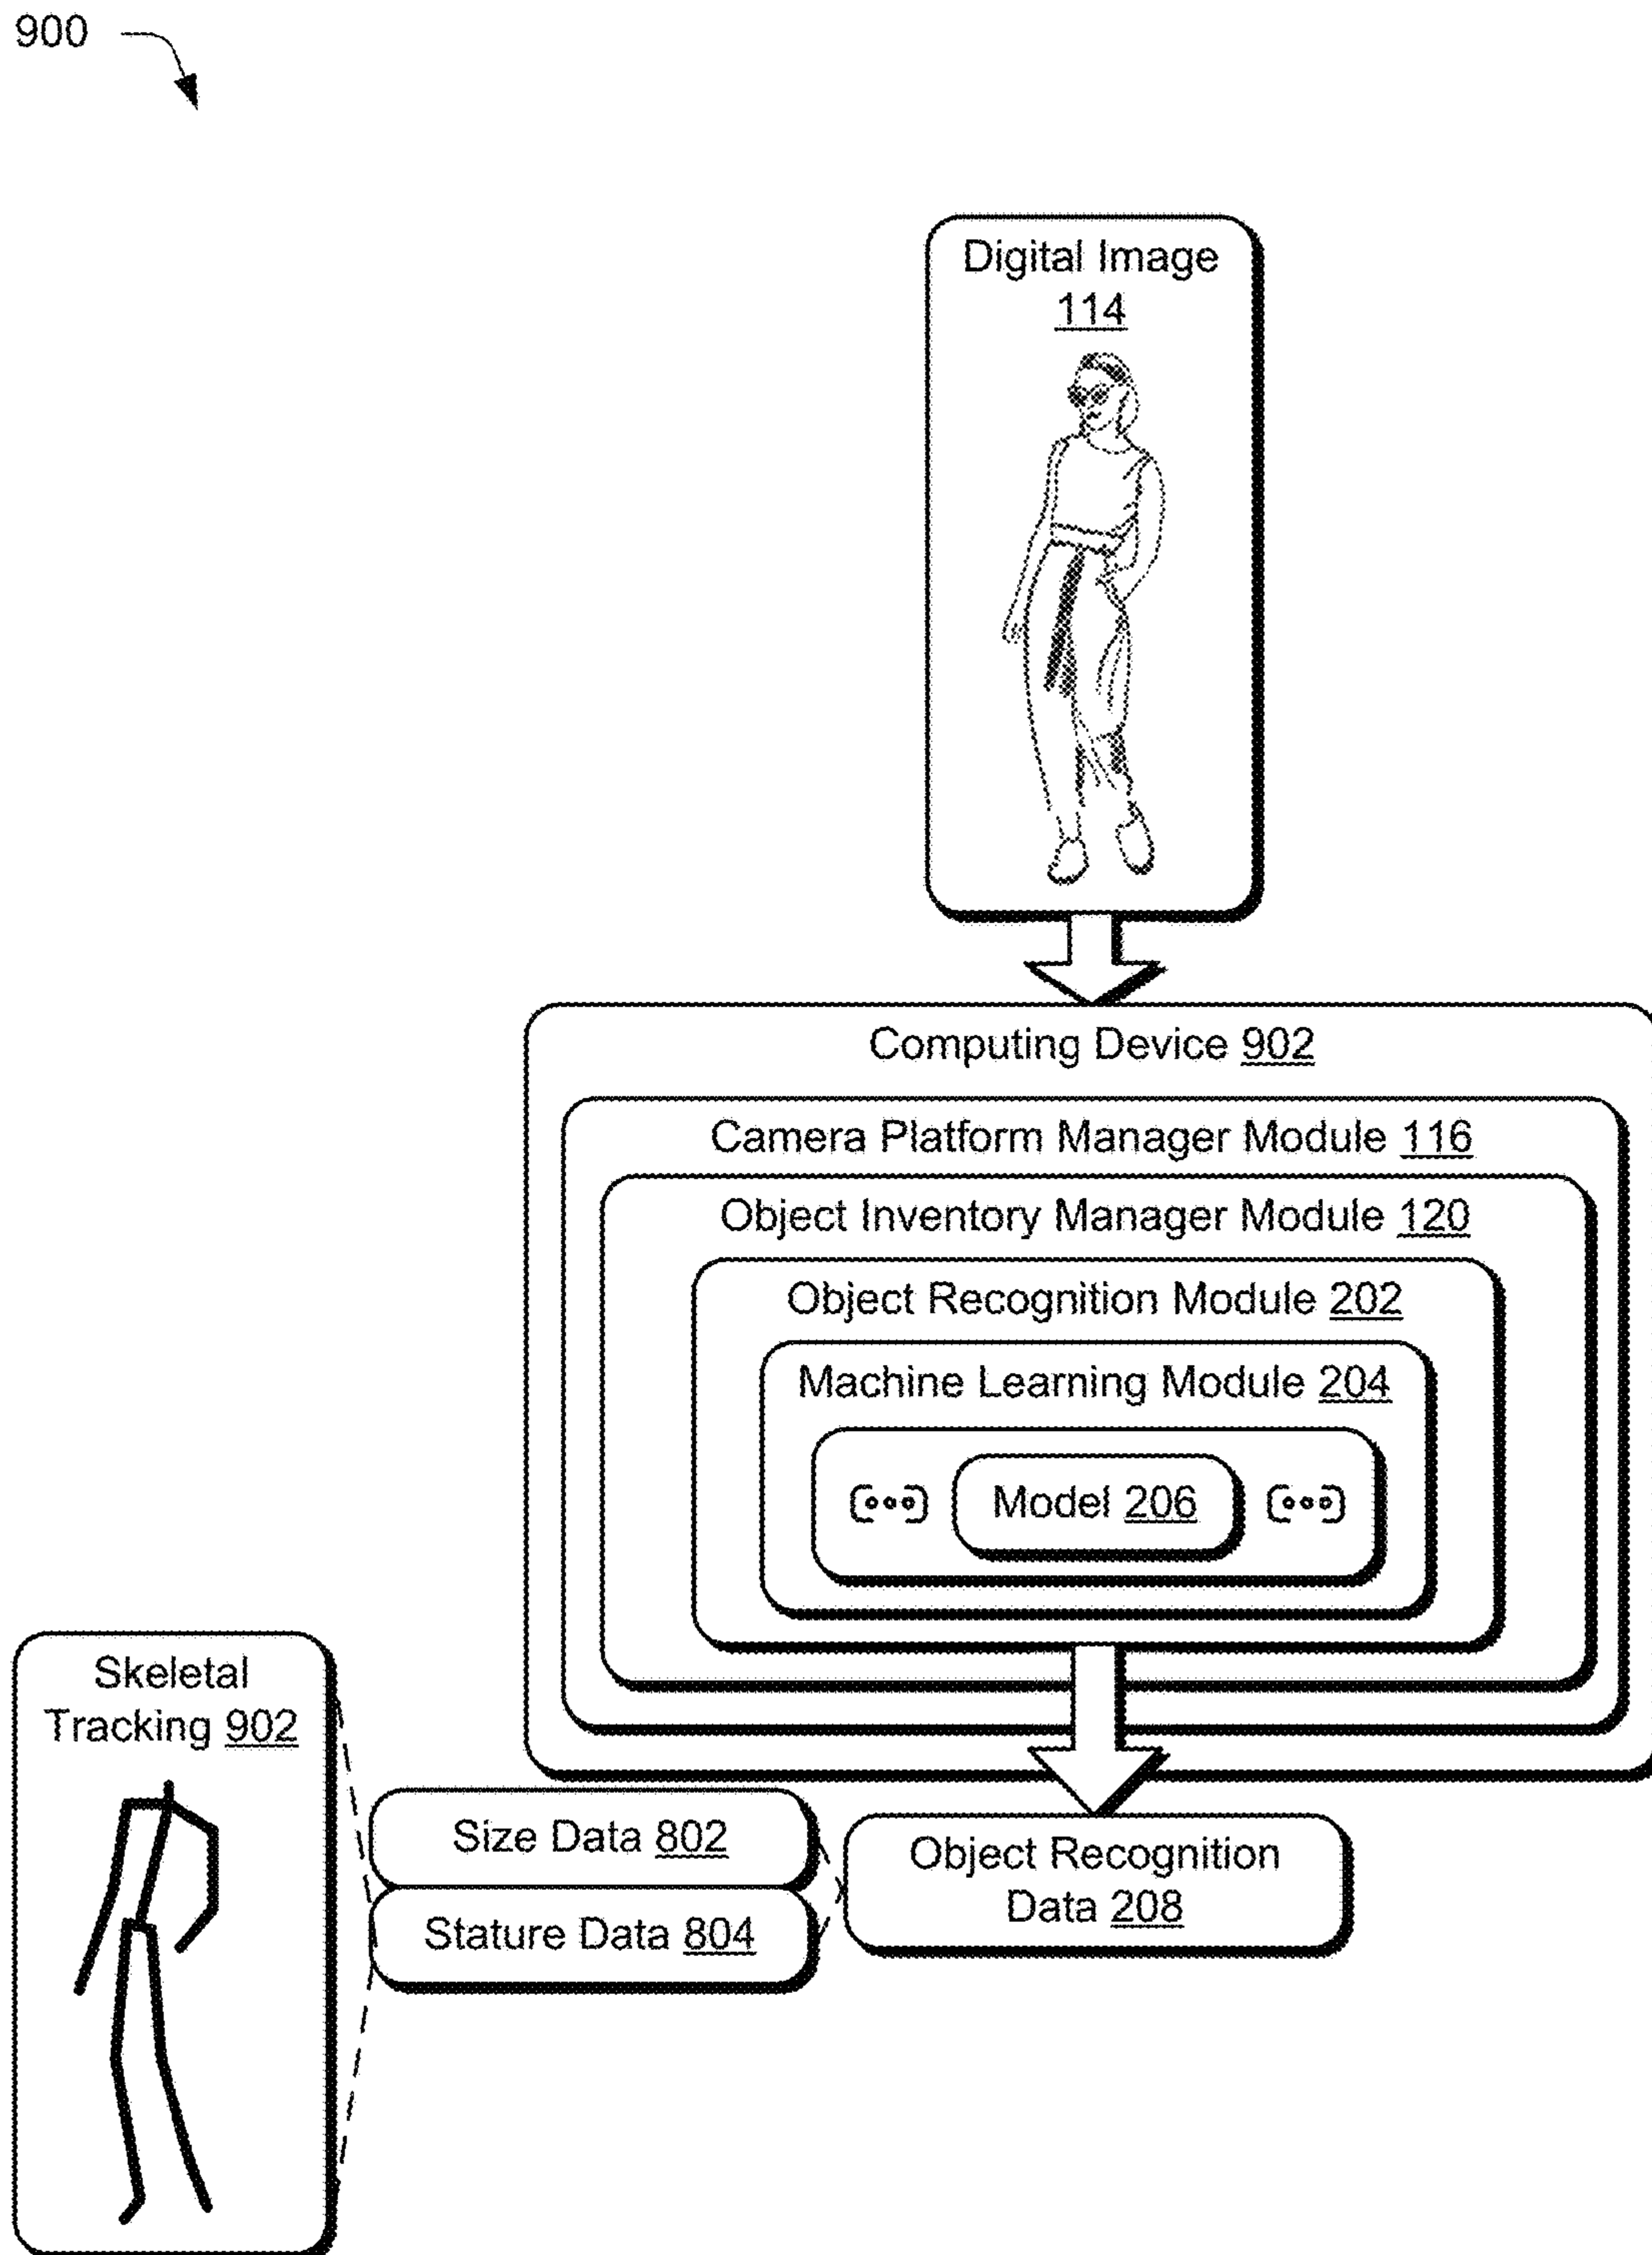 900
Digital Image
114
Computing Device 902
Camera Platform Manager Module 116
Object Inventory Manager Module 120
Object Recognition Module 202
Machine Learning Module 204
Model 206
Skeletal
Tracking 902
Size Data 802
Stature Data 804
Object Recognition
Data 208